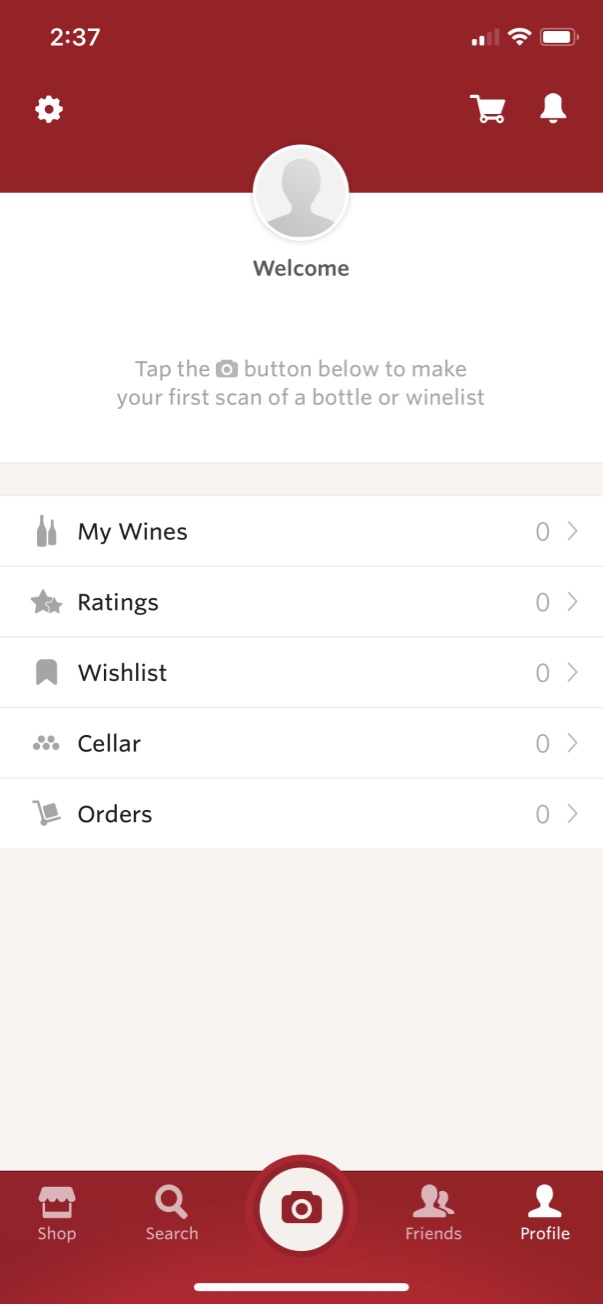 2:37
Welcome
Tap the button below to make
your first scan of a bottle or winelist
My Wines 0
Ratings 0
Wishlist 0
Cellar 0
Orders 0
Shop Search Friends Profile